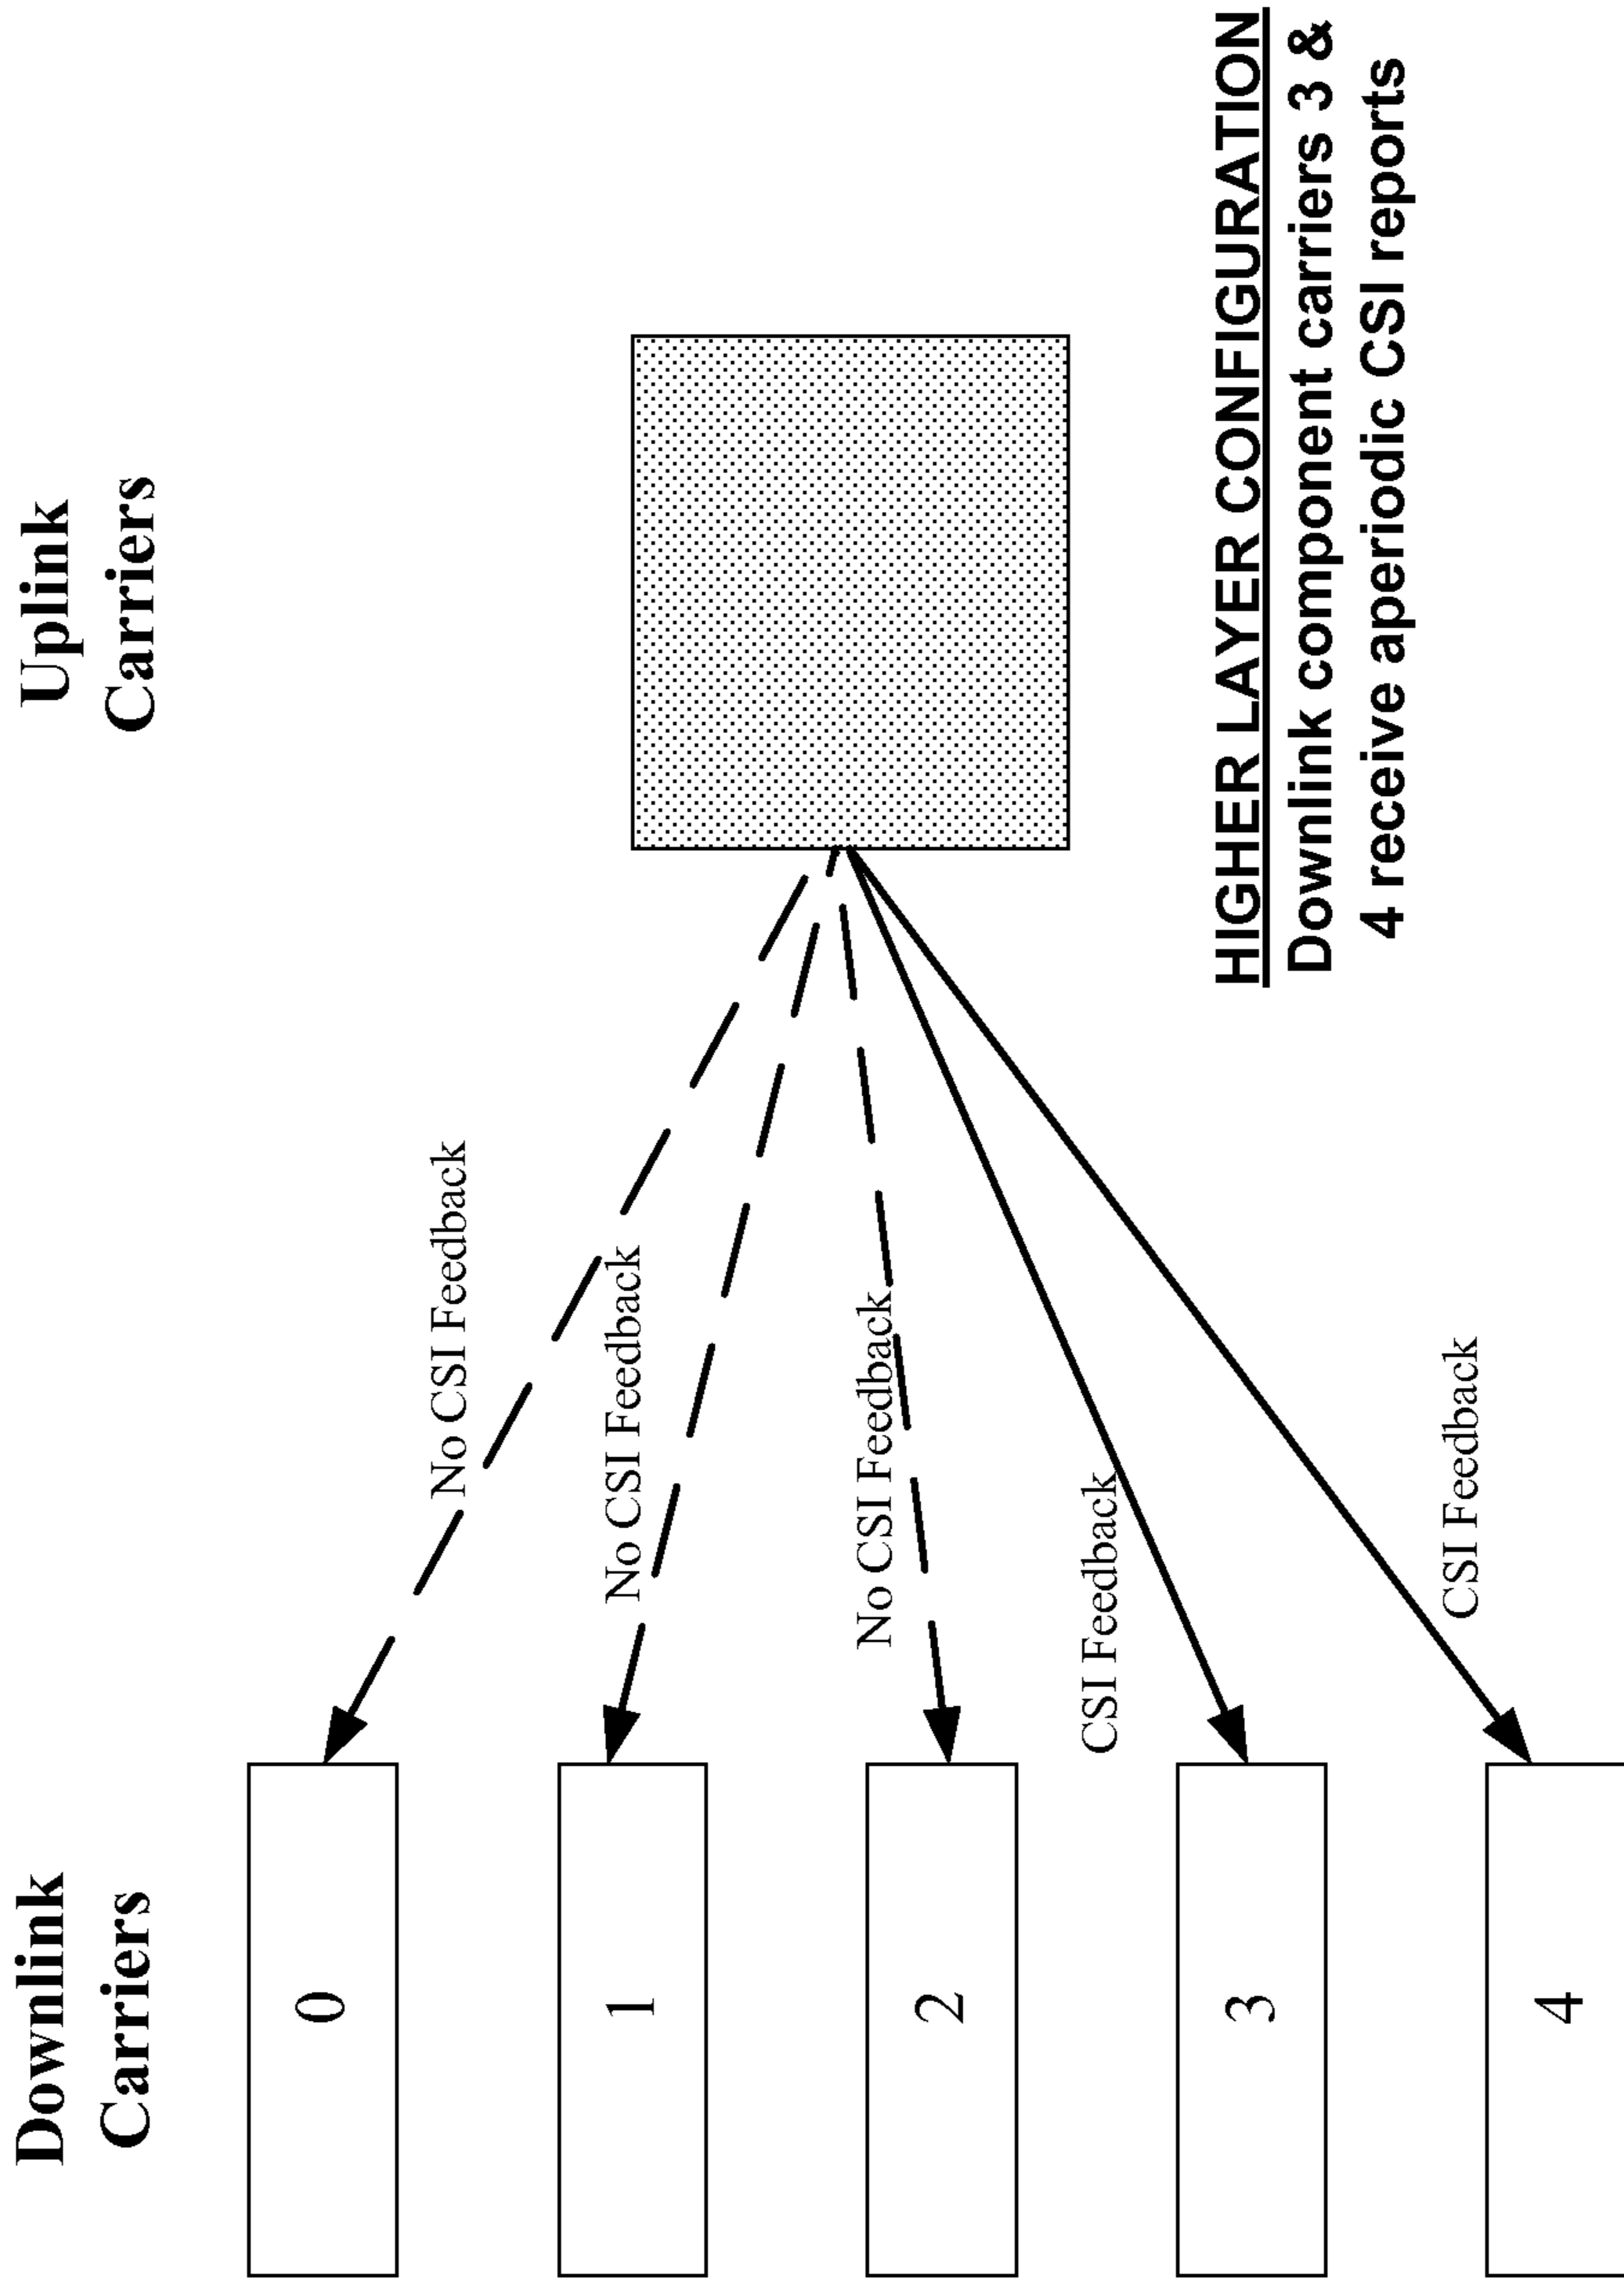 Downlink
Carriers
Uplink
Carriers
0
No CSI Feedback
1
No CSI Feedback
2
No CSI Feedback
3
CSI Feedback
4
CSI Feedback
HIGHER LAYER CONFIGURATION
Downlink component carriers 3 &
4 receive aperiodic CSI reports